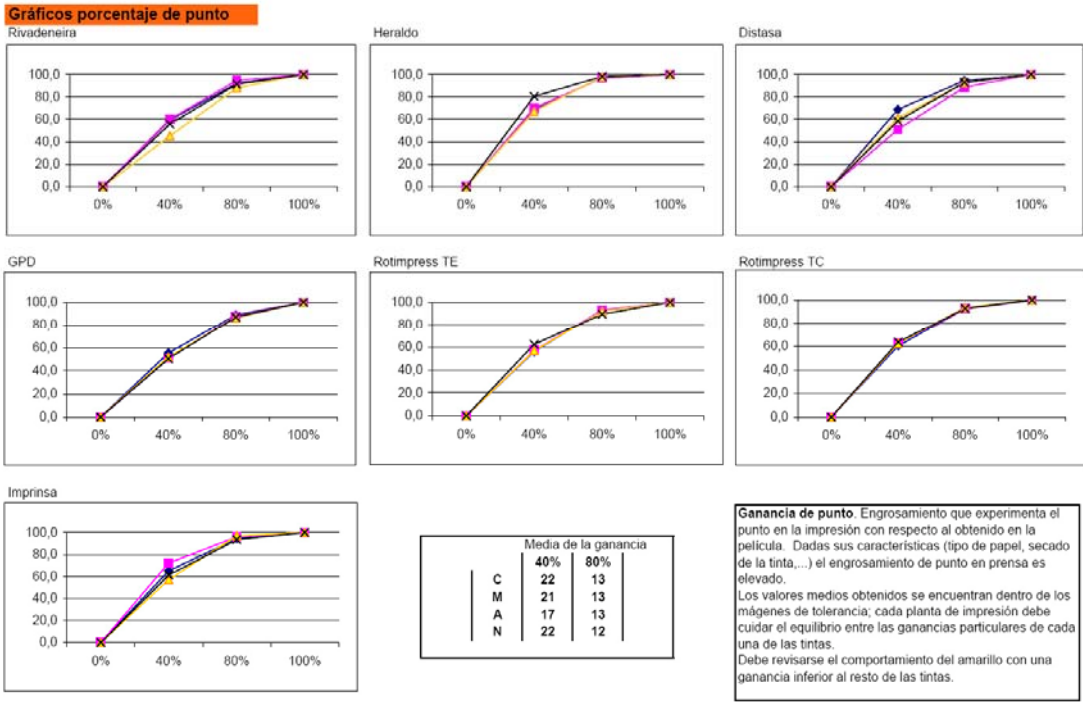 Gráficos porcentaje de punto
Rivadeneira
100,0
80,0
60,0
40,0
20,0
0,0
0% 40% 80% 100%
Heraldo
100,0
80,0
60,0
40,0
20,0
0,0
0% 40% 80% 100%
Distasa
100,0
80,0
60,0
40,0
20,0
0,0
0% 40% 80% 100%
GPD
100,0
80,0
60,0
40,0
20,0
0,0
0% 40% 80% 100%
Rotimpress TE
100,0
80,0
60,0
40,0
20,0
0,0
0% 40% 80% 100%
Rotimpress TC
100,0
80,0
60,0
40,0
20,0
0,0
0% 40% 80% 100%
Imprinsa
100,0
80,0
60,0
40,0
20,0
0,0
0% 40% 80% 100%
Media de la ganancia
40% 80%
C 22 13
M 21 13
A 17 13
N 22 12
Ganancia de punto. Engrosamiento que experimenta el
punto en la impresión con respecto al obtenido en la
película. Dadas sus características (tipo de papel, secado
de la tinta,...) el engrosamiento de punto en prensa es
elevado.
Los valores medios obtenidos se encuentran dentro de los
mágenes de tolerancia; cada planta de impresión debe
cuidar el equilibrio entre las ganancias particulares de cada
una de las tintas.
Debe revisarse el comportamiento del amarillo con una
ganancia inferior al resto de las tintas.